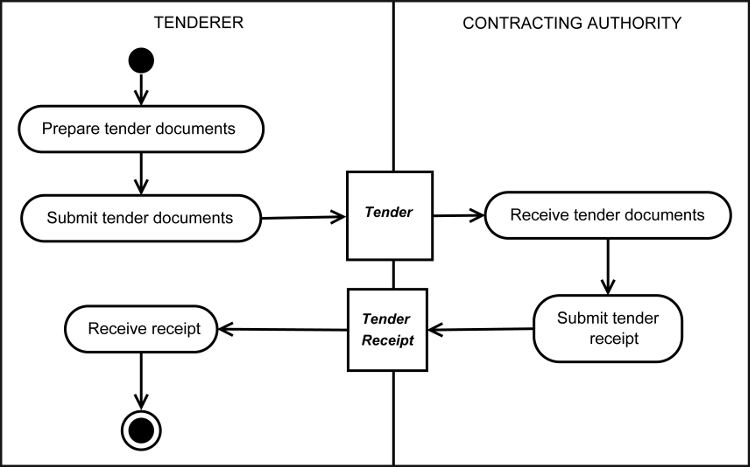 TENDERER
CONTRACTING AUTHORITY
Prepare tender documents
Submit tender documents
Tender
Receive tender documents
Submit tender
receipt
Tender
Receipt
Receive receipt